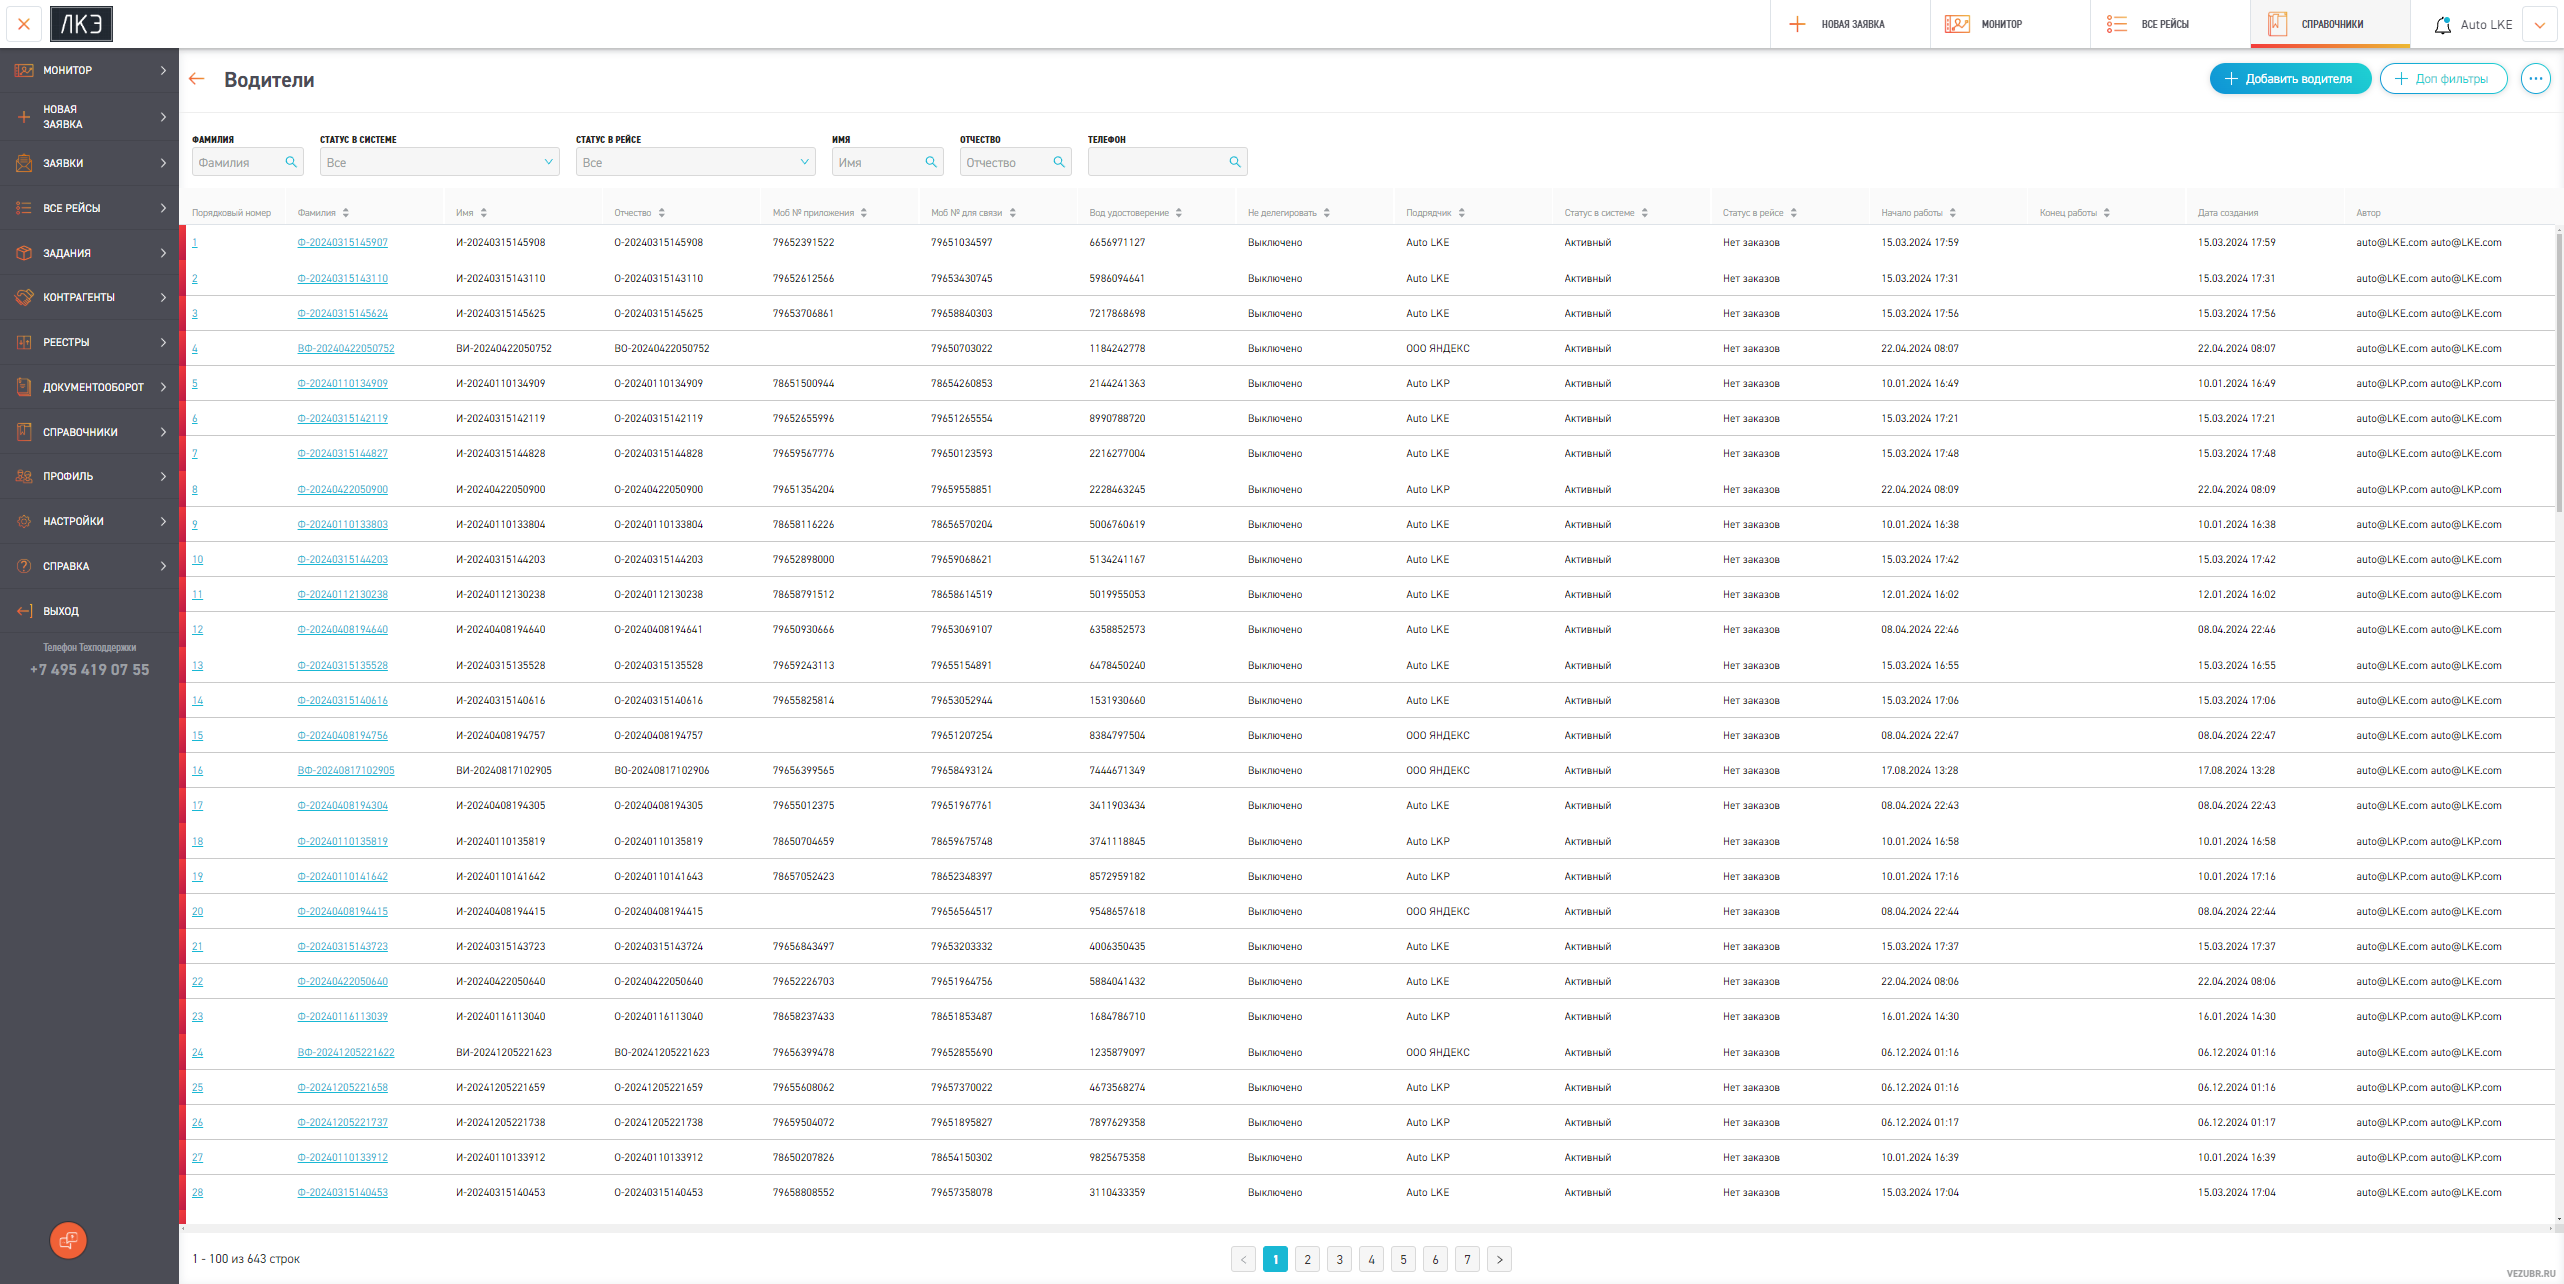 ЛКЭ
НОВАЯ ЗАЯВКА
МОНИТОР
ВСЕ РЕЙСЫ
СПРАВОЧНИКИ
Auto LKE
МОНИТОР
НОВАЯ
ЗАЯВКА
ЗАЯВКИ
ВСЕ РЕЙСЫ
ЗАДАНИЯ
КОНТРАГЕНТЫ
РЕЕСТРЫ
ДОКУМЕНТООБОРОТ
СПРАВОЧНИКИ
ПРОФИЛЬ
НАСТРОЙКИ
СПРАВКА
ВЫХОД
Телефон Техподдержки
+7 495 419 07 55
Водители
Добавить водителя
Доп фильтры
ФАМИЛИЯ СТАТУС В СИСТЕМЕ СТАТУС В РЕЙСЕ ИМЯ ОТЧЕСТВО ТЕЛЕФОН
Фамилия Все Все Имя Отчество
Порядковый номер Фамилия Имя Отчество Моб № приложения Моб № для связи Вод удостоверение Не делегировать Подрядчик Статус в системе Статус в рейсе Начало работы Конец работы Дата создания Автор
1 Ф-20240315145907 И-20240315145908 О-20240315145908 79652391522 79651034597 6656971127 Выключено Auto LKE Активный Нет заказов 15.03.2024 17:59 15.03.2024 17:59 auto@LKE.com auto@LKE.com
2 Ф-20240315143110 И-20240315143110 О-20240315143110 79652612566 79653430745 5986094641 Выключено Auto LKE Активный Нет заказов 15.03.2024 17:31 15.03.2024 17:31 auto@LKE.com auto@LKE.com
3 Ф-20240315145624 И-20240315145625 О-20240315145625 79653706861 79658840303 7217868698 Выключено Auto LKE Активный Нет заказов 15.03.2024 17:56 15.03.2024 17:56 auto@LKE.com auto@LKE.com
4 ВФ-20240422050752 ВИ-20240422050752 ВО-20240422050752 79650703022 1184242778 Выключено ООО ЯНДЕКС Активный Нет заказов 22.04.2024 08:07 22.04.2024 08:07 auto@LKE.com auto@LKE.com
5 Ф-20240110134909 И-20240110134909 О-20240110134909 78651500944 78654260853 2144241363 Выключено Auto LKP Активный Нет заказов 10.01.2024 16:49 10.01.2024 16:49 auto@LKP.com auto@LKP.com
6 Ф-20240315142119 И-20240315142119 О-20240315142119 79652655996 79651265554 8990788720 Выключено Auto LKE Активный Нет заказов 15.03.2024 17:21 15.03.2024 17:21 auto@LKE.com auto@LKE.com
7 Ф-20240315144827 И-20240315144828 О-20240315144828 79659567776 79650123593 2216277004 Выключено Auto LKE Активный Нет заказов 15.03.2024 17:48 15.03.2024 17:48 auto@LKE.com auto@LKE.com
8 Ф-20240422050900 И-20240422050900 О-20240422050900 79651354204 79659558851 2228463245 Выключено Auto LKP Активный Нет заказов 22.04.2024 08:09 22.04.2024 08:09 auto@LKP.com auto@LKP.com
9 Ф-20240110133803 И-20240110133804 О-20240110133804 78658116226 78656570204 5006760619 Выключено Auto LKE Активный Нет заказов 10.01.2024 16:38 10.01.2024 16:38 auto@LKE.com auto@LKE.com
10 Ф-20240315144203 И-20240315144203 О-20240315144203 79652898000 79659068621 5134241167 Выключено Auto LKE Активный Нет заказов 15.03.2024 17:42 15.03.2024 17:42 auto@LKE.com auto@LKE.com
11 Ф-20240112130238 И-20240112130238 О-20240112130238 78658791512 78658614519 5019955053 Выключено Auto LKE Активный Нет заказов 12.01.2024 16:02 12.01.2024 16:02 auto@LKE.com auto@LKE.com
12 Ф-20240408194640 И-20240408194640 О-20240408194641 79650930666 79653069107 6358852573 Выключено Auto LKE Активный Нет заказов 08.04.2024 22:46 08.04.2024 22:46 auto@LKE.com auto@LKE.com
13 Ф-20240315135528 И-20240315135528 О-20240315135528 79659243113 79655154891 6478450240 Выключено Auto LKE Активный Нет заказов 15.03.2024 16:55 15.03.2024 16:55 auto@LKE.com auto@LKE.com
14 Ф-20240315140616 И-20240315140616 О-20240315140616 79655825814 79653052944 1531930660 Выключено Auto LKE Активный Нет заказов 15.03.2024 17:06 15.03.2024 17:06 auto@LKE.com auto@LKE.com
15 Ф-20240408194756 И-20240408194757 О-20240408194757 79651207254 8384797504 Выключено ООО ЯНДЕКС Активный Нет заказов 08.04.2024 22:47 08.04.2024 22:47 auto@LKE.com auto@LKE.com
16 ВФ-20240817102905 ВИ-20240817102905 ВО-20240817102906 79656399565 79658493124 7444671349 Выключено ООО ЯНДЕКС Активный Нет заказов 17.08.2024 13:28 17.08.2024 13:28 auto@LKE.com auto@LKE.com
17 Ф-20240408194304 И-20240408194305 О-20240408194305 79655012375 79651967761 3411903434 Выключено Auto LKE Активный Нет заказов 08.04.2024 22:43 08.04.2024 22:43 auto@LKE.com auto@LKE.com
18 Ф-20240110135819 И-20240110135819 О-20240110135819 78650704659 78659675748 3741118845 Выключено Auto LKP Активный Нет заказов 10.01.2024 16:58 10.01.2024 16:58 auto@LKP.com auto@LKP.com
19 Ф-20240110141642 И-20240110141642 О-20240110141643 78657052423 78652348397 8572959182 Выключено Auto LKP Активный Нет заказов 10.01.2024 17:16 10.01.2024 17:16 auto@LKP.com auto@LKP.com
20 Ф-20240408194415 И-20240408194415 О-20240408194415 79656564517 9548657618 Выключено ООО ЯНДЕКС Активный Нет заказов 08.04.2024 22:44 08.04.2024 22:44 auto@LKE.com auto@LKE.com
21 Ф-20240315143723 И-20240315143723 О-20240315143724 79656843497 79653203332 4006350435 Выключено Auto LKE Активный Нет заказов 15.03.2024 17:37 15.03.2024 17:37 auto@LKE.com auto@LKE.com
22 Ф-20240422050640 И-20240422050640 О-20240422050640 79652226703 79651964756 5884041432 Выключено Auto LKE Активный Нет заказов 22.04.2024 08:06 22.04.2024 08:06 auto@LKE.com auto@LKE.com
23 Ф-20240116113039 И-20240116113040 О-20240116113040 78658237433 78651853487 1684786710 Выключено Auto LKP Активный Нет заказов 16.01.2024 14:30 16.01.2024 14:30 auto@LKP.com auto@LKP.com
24 ВФ-20241205221622 ВИ-20241205221623 ВО-20241205221623 79656399478 79652855690 1235879097 Выключено ООО ЯНДЕКС Активный Нет заказов 06.12.2024 01:16 06.12.2024 01:16 auto@LKE.com auto@LKE.com
25 Ф-20241205221658 И-20241205221659 О-20241205221659 79655608062 79657370022 4673568274 Выключено Auto LKP Активный Нет заказов 06.12.2024 01:16 06.12.2024 01:16 auto@LKP.com auto@LKP.com
26 Ф-20241205221737 И-20241205221738 О-20241205221738 79659504072 79651895827 7897629358 Выключено Auto LKP Активный Нет заказов 06.12.2024 01:17 06.12.2024 01:17 auto@LKP.com auto@LKP.com
27 Ф-20240110133912 И-20240110133912 О-20240110133912 78650207826 78654150302 9825675358 Выключено Auto LKP Активный Нет заказов 10.01.2024 16:39 10.01.2024 16:39 auto@LKP.com auto@LKP.com
28 Ф-20240315140453 И-20240315140453 О-20240315140453 79658808552 79657358078 3110433359 Выключено Auto LKE Активный Нет заказов 15.03.2024 17:04 15.03.2024 17:04 auto@LKE.com auto@LKE.com
1 - 100 из 643 строк
1 2 3 4 5 6 7
VEZUBR.RU